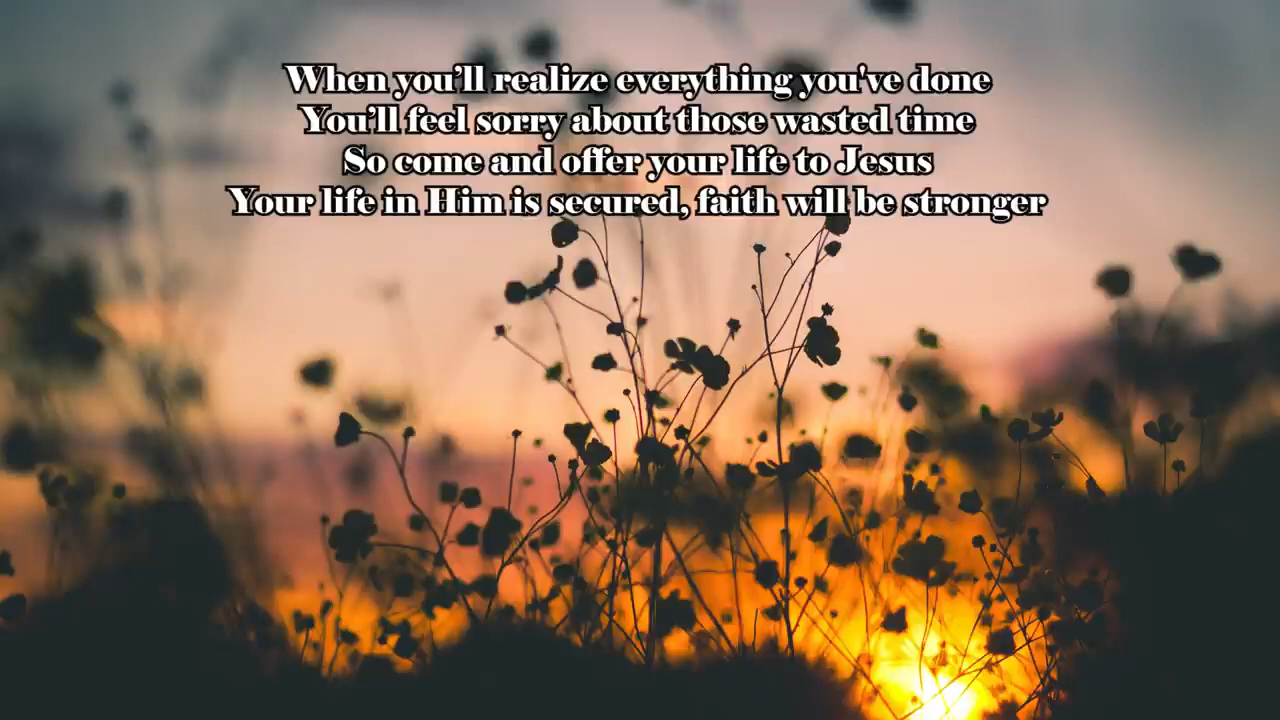 When you’ll realize everything you've done
You’ll feel sorry about those wasted time
So come and offer your life to Jesus
Your life in Him is secured, faith will be stronger